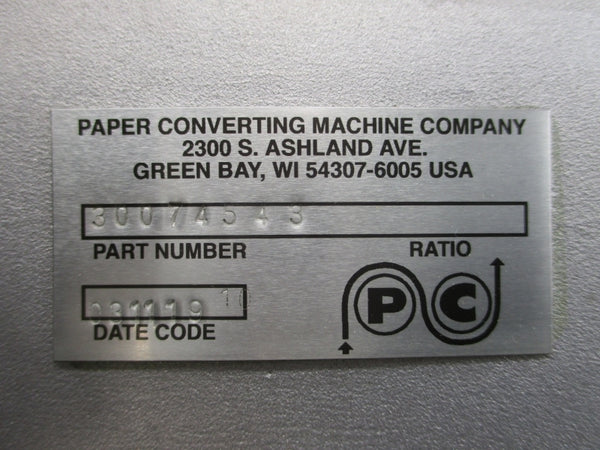 PAPER CONVERTING MACHINE COMPANY
2300 S. ASHLAND AVE.
GREEN BAY, WI 54307-6005 USA
30074543
PART NUMBER RATIO
031119 10
DATE CODE
PC